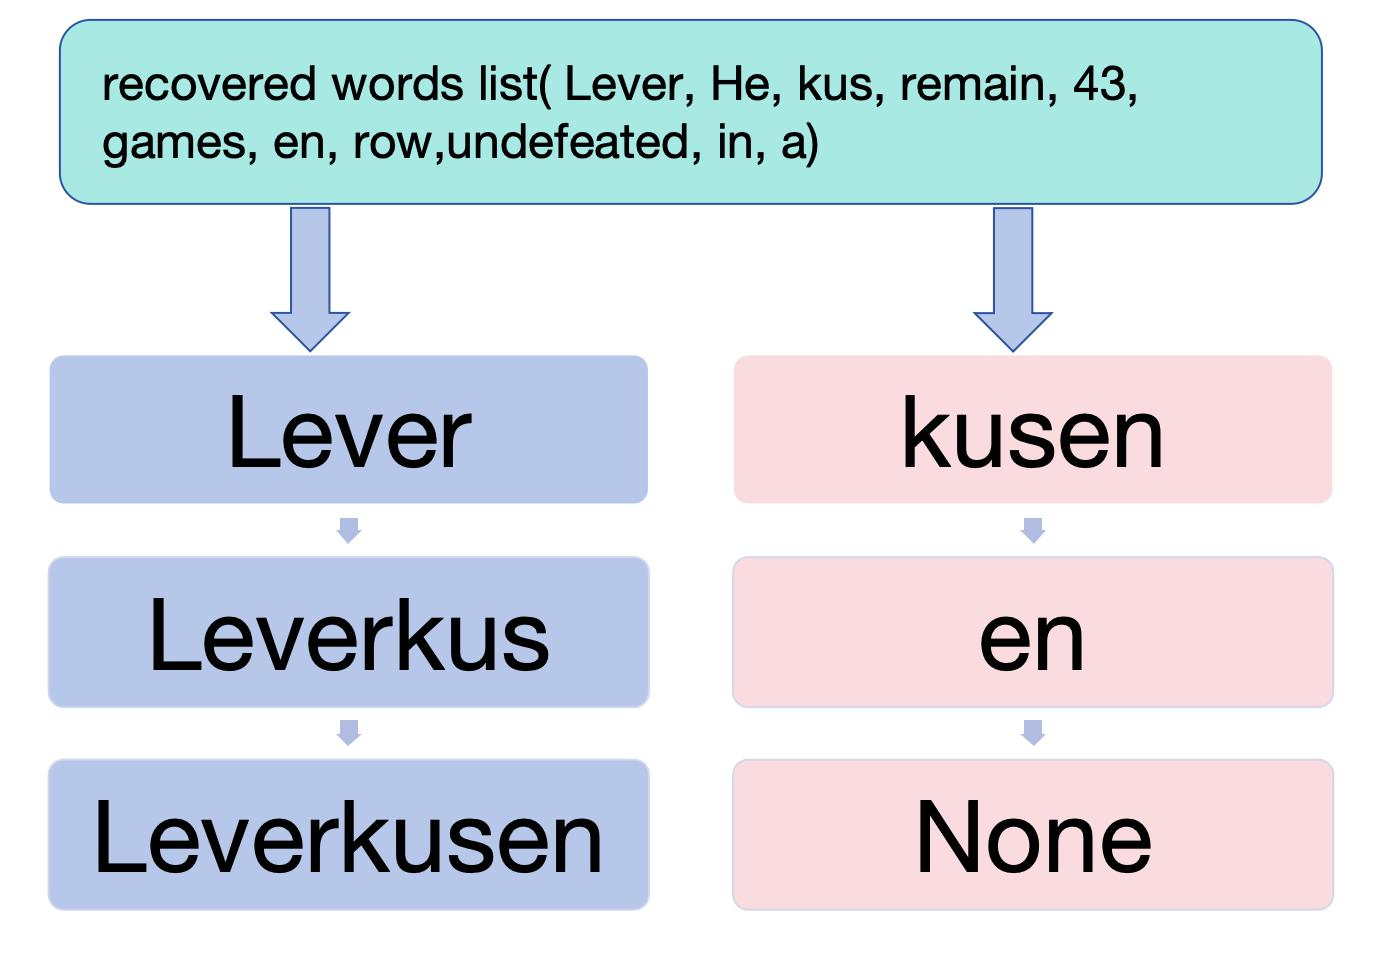 recovered words list( Lever, He, kus, remain, 43,
games, en, row,undefeated, in, a)
Lever
kusen
Leverkus
en
Leverkusen
None